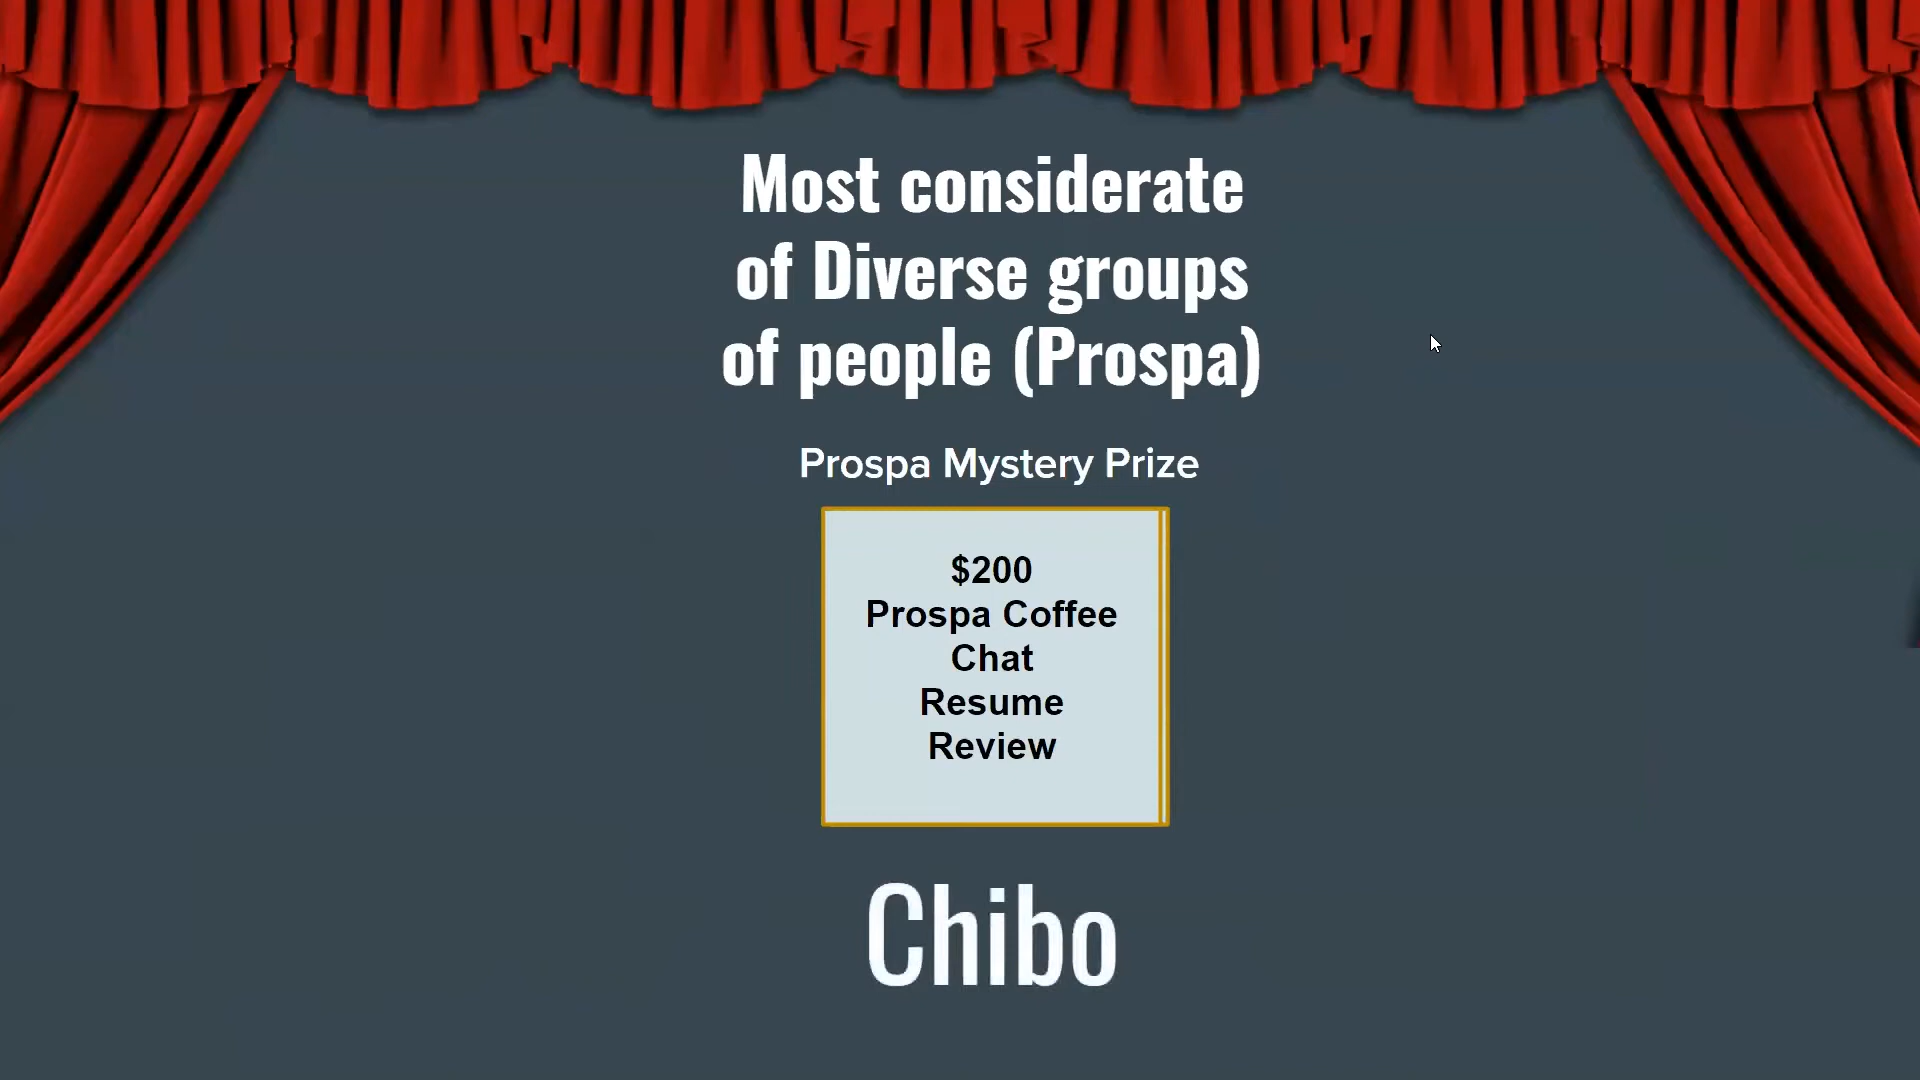 Most considerate
of Diverse groups
of people (Prospa)
Prospa Mystery Prize
$200
Prospa Coffee
Chat
Resume
Review
Chibo